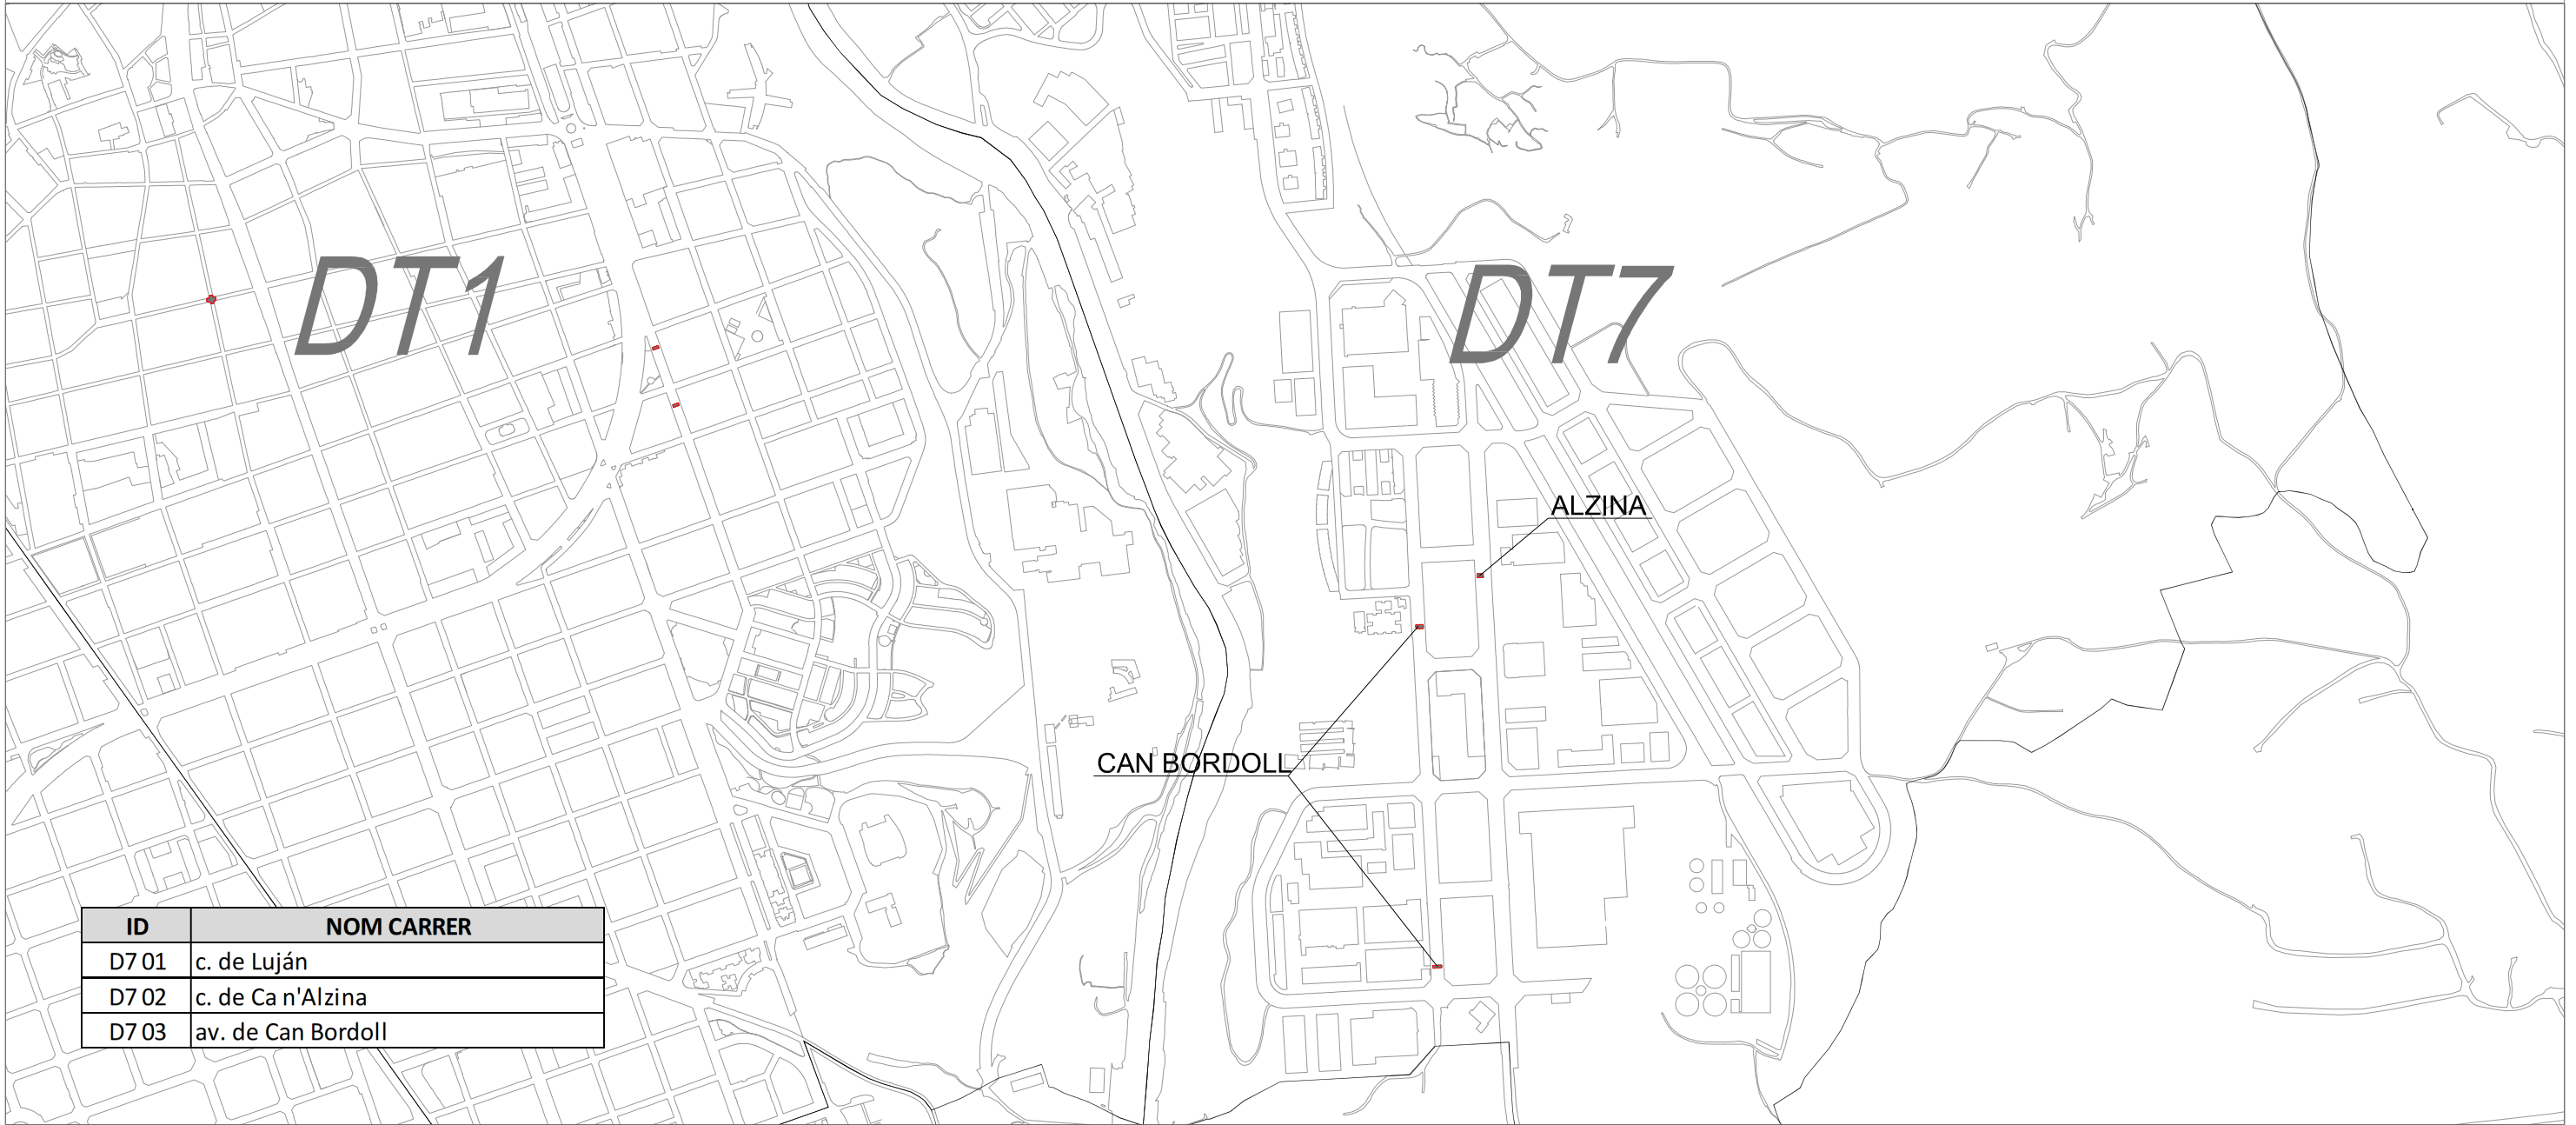 DT1
DT7
ALZINA
CAN BORDOLL
ID NOM CARRER
D7 01 c. de Luján
D7 02 c. de Ca n'Alzina
D7 03 av. de Can Bordoll